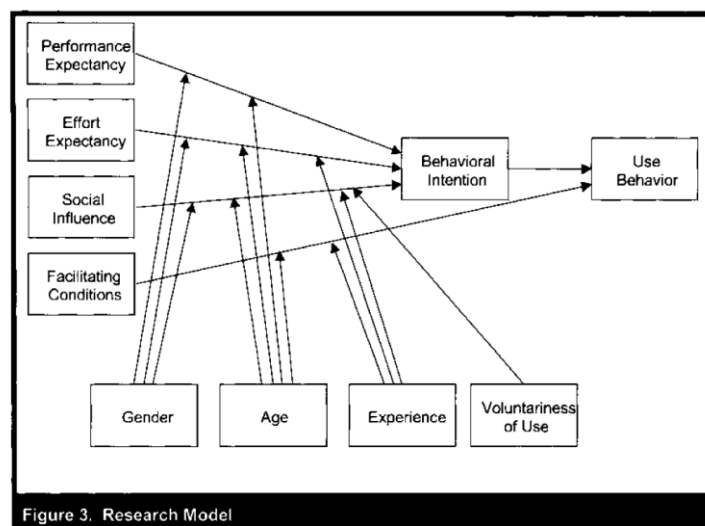 Performance
Expectancy
Effort
Expectancy
Social
Influence
Facilitating
Conditions
Behavioral
Intention
Use
Behavior
Gender
Age
Experience
Voluntariness
of Use
Figure 3. Research Model